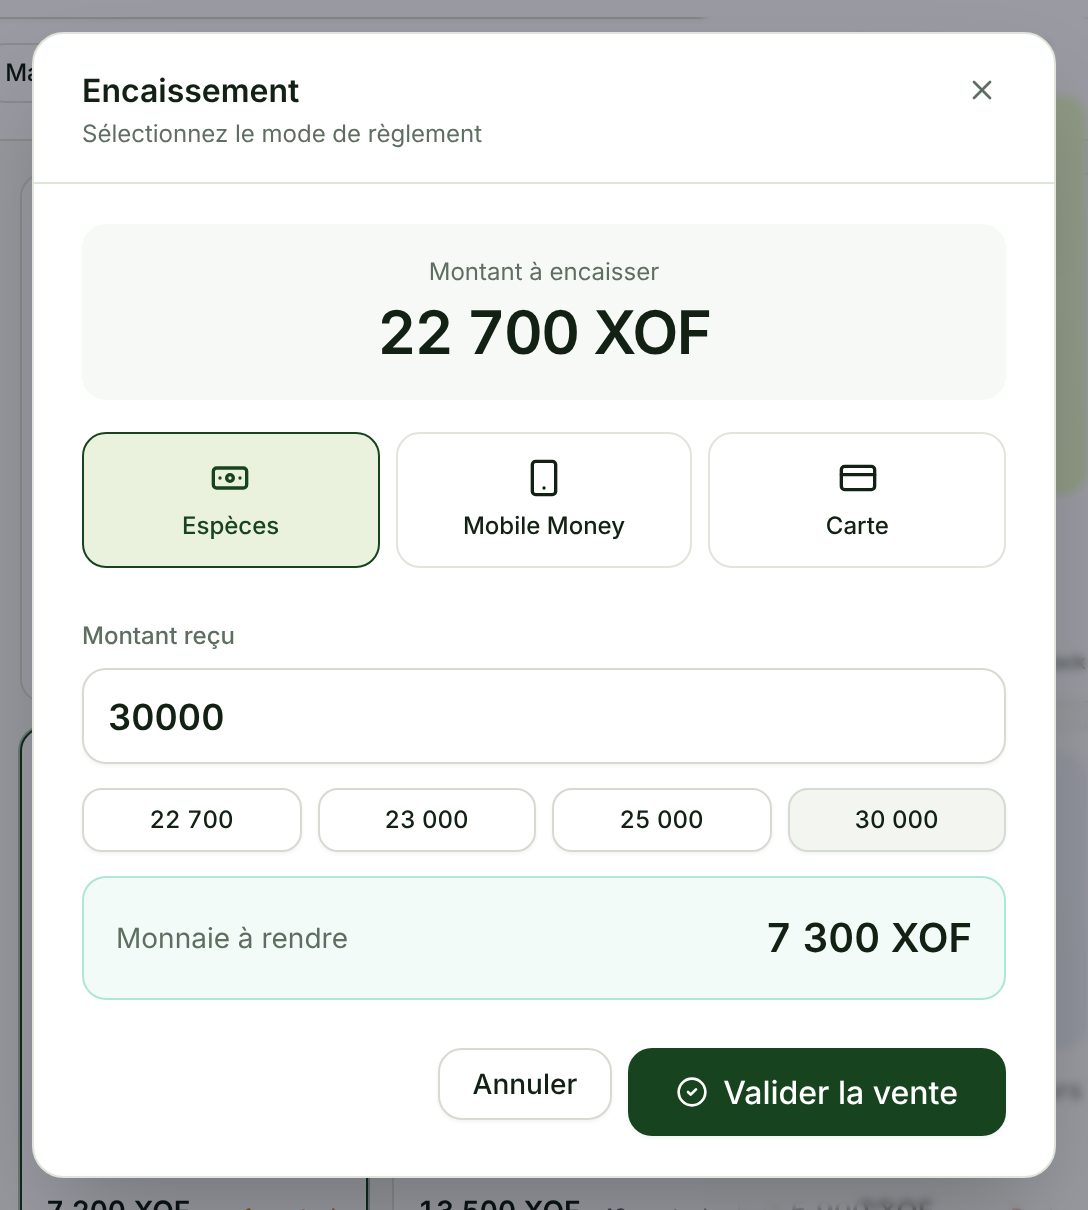 Encaissement
Sélectionnez le mode de règlement
Montant à encaisser
22 700 XOF
Espèces
Mobile Money
Carte
Montant reçu
30000
22 700
23 000
25 000
30 000
Monnaie à rendre
7 300 XOF
Annuler
Valider la vente